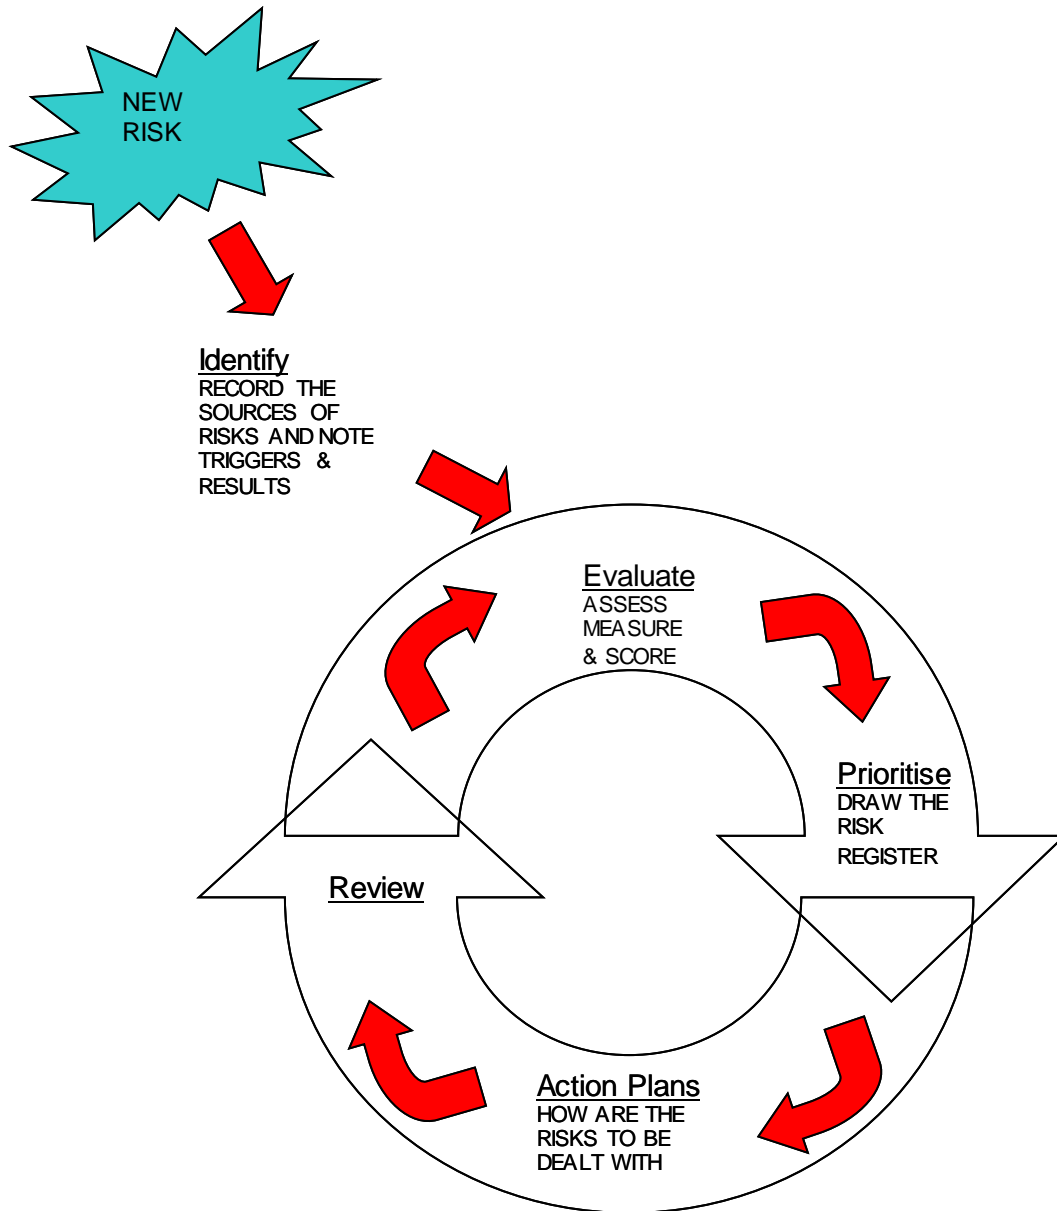 NEW
RISK
Identify
RECORD THE
SOURCES OF
RISKS AND NOTE
TRIGGERS &
RESULTS
Evaluate
ASSESS
MEASURE
& SCORE
Prioritise
DRAW THE
RISK
REGISTER
Review
Action Plans
HOW ARE THE
RISKS TO BE
DEALT WITH